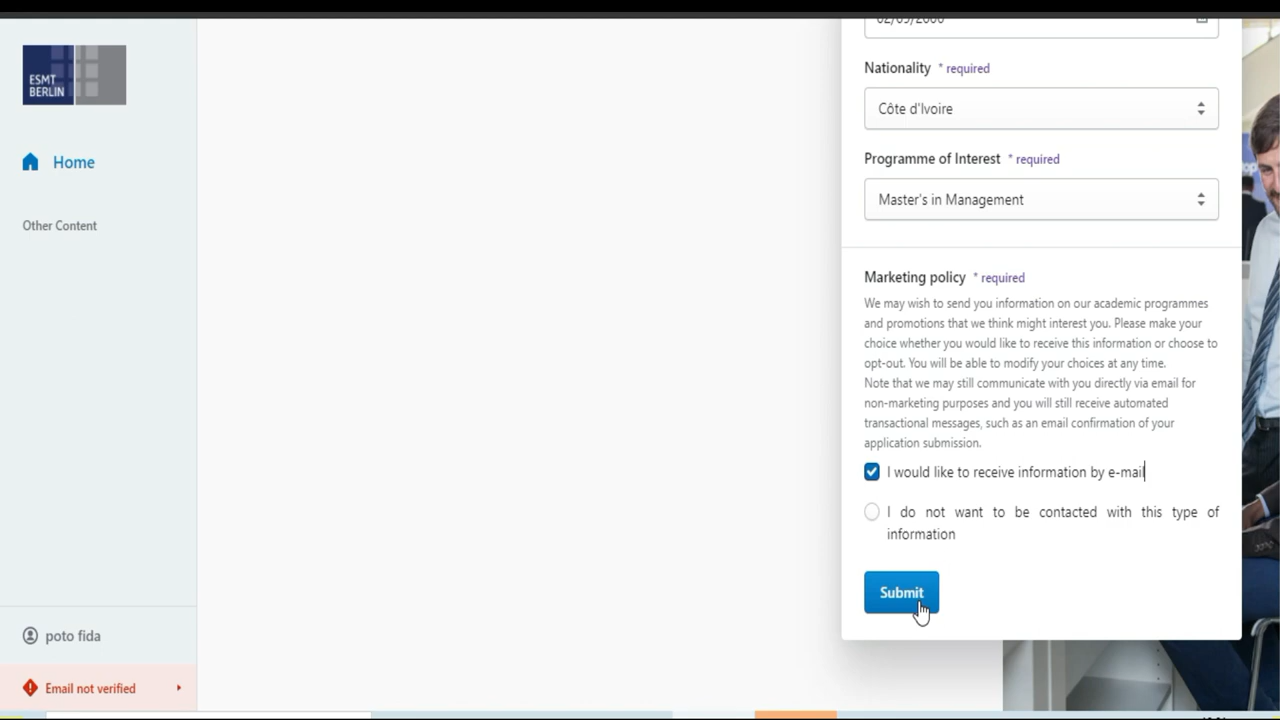 ESMT
BERLIN
Home
Other Content
Nationality * required
Côte d'Ivoire
Programme of Interest * required
Master's in Management
Marketing policy * required
We may wish to send you information on our academic programmes
and promotions that we think might interest you. Please make your
choice whether you would like to receive this information or choose to
opt-out. You will be able to modify your choices at any time.
Note that we may still communicate with you directly via email for
non-marketing purposes and you will still receive automated
transactional messages, such as an email confirmation of your
application submission.
I would like to receive information by e-mail
I do not want to be contacted with this type of
information
Submit
poto fida
Email not verified